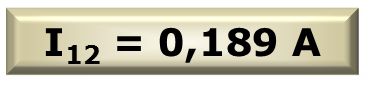 I₁₂ = 0,189 A